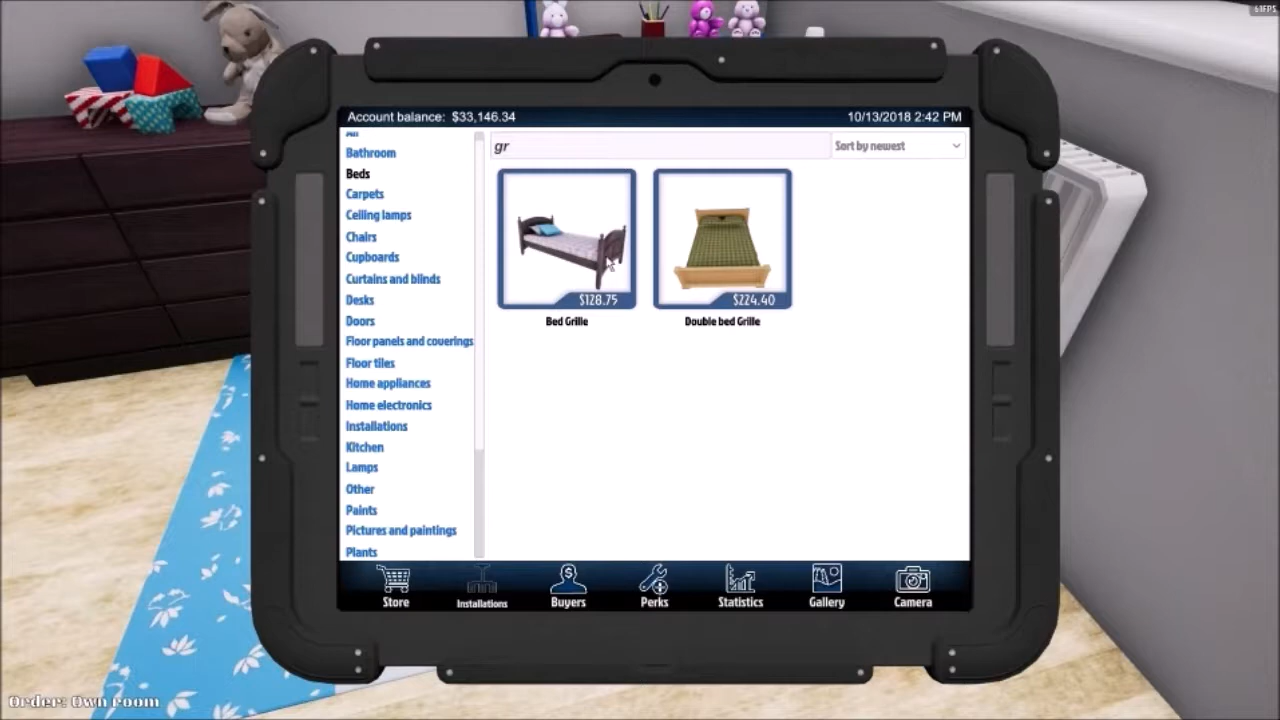 61FPS
Account balance: $33,146.34
10/13/2018 2:42 PM
All
Bathroom
Beds
Carpets
Ceiling lamps
Chairs
Cupboards
Curtains and blinds
Desks
Doors
Floor panels and coverings
Floor tiles
Home appliances
Home electronics
Installations
Kitchen
Lamps
Other
Paints
Pictures and paintings
Plants
gr
Sort by newest
$128.75
$224.40
Bed Grille
Double bed Grille
Store
Installations
Buyers
Perks
Statistics
Gallery
Camera
Order: Own room